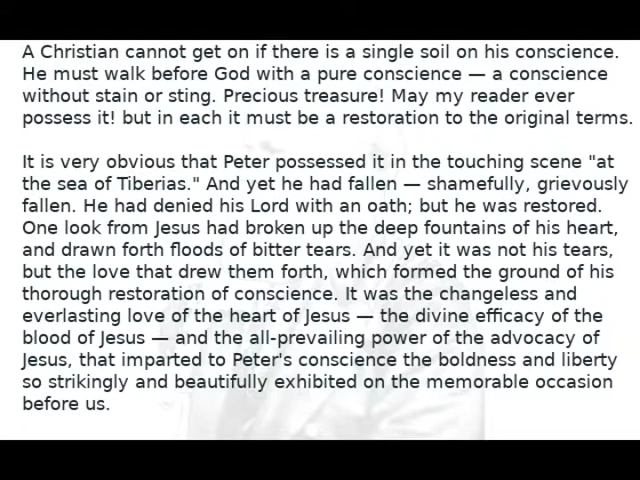 A Christian cannot get on if there is a single soil on his conscience.
He must walk before God with a pure conscience — a conscience
without stain or sting. Precious treasure! May my reader ever
possess it! but in each it must be a restoration to the original terms.
It is very obvious that Peter possessed it in the touching scene "at
the sea of Tiberias." And yet he had fallen — shamefully, grievously
fallen. He had denied his Lord with an oath; but he was restored.
One look from Jesus had broken up the deep fountains of his heart,
and drawn forth floods of bitter tears. And yet it was not his tears,
but the love that drew them forth, which formed the ground of his
thorough restoration of conscience. It was the changeless and
everlasting love of the heart of Jesus — the divine efficacy of the
blood of Jesus — and the all-prevailing power of the advocacy of
Jesus, that imparted to Peter's conscience the boldness and liberty
so strikingly and beautifully exhibited on the memorable occasion
before us.